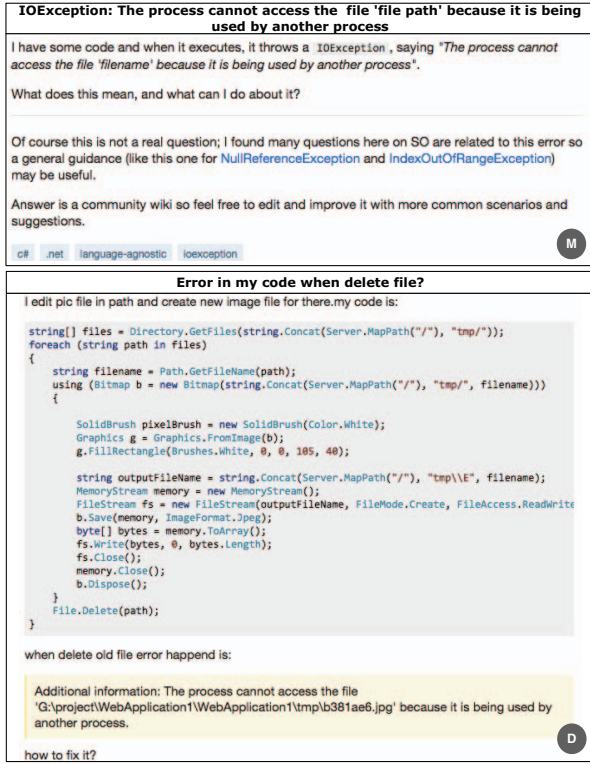 IOException: The process cannot access the file 'file path' because it is being
used by another process
I have some code and when it executes, it throws a IOException , saying "The process cannot
access the file 'filename' because it is being used by another process".
What does this mean, and what can I do about it?
Of course this is not a real question; I found many questions here on SO are related to this error so
a general guidance (like this one for NullReferenceException and IndexOutOfRangeException)
may be useful.
Answer is a community wiki so feel free to edit and improve it with more common scenarios and
suggestions.
c# .net language-agnostic ioexception
M
Error in my code when delete file?
I edit pic file in path and create new image file for there.my code is:
string[] files = Directory.GetFiles(string.Concat(Server.MapPath("/"), "tmp/"));
foreach (string path in files)
{
string filename = Path.GetFileName(path);
using (Bitmap b = new Bitmap(string.Concat(Server.MapPath("/"), "tmp/", filename)))
{
SolidBrush pixelBrush = new SolidBrush(Color.White);
Graphics g = Graphics.FromImage(b);
g.FillRectangle(Brushes.White, 0, 0, 105, 40);
string outputFileName = string.Concat(Server.MapPath("/"), "tmp\\E", filename);
MemoryStream memory = new MemoryStream();
FileStream fs = new FileStream(outputFileName, FileMode.Create, FileAccess.ReadWrite
b.Save(memory, ImageFormat.Jpeg);
byte[] bytes = memory.ToArray();
fs.Write(bytes, 0, bytes.Length);
fs.Close();
memory.Close();
b.Dispose();
}
File.Delete(path);
}
when delete old file error happend is:
Additional information: The process cannot access the file
'G:\project\WebApplication1\WebApplication1\tmp\b381ae6.jpg' because it is being used by
another process.
D
how to fix it?